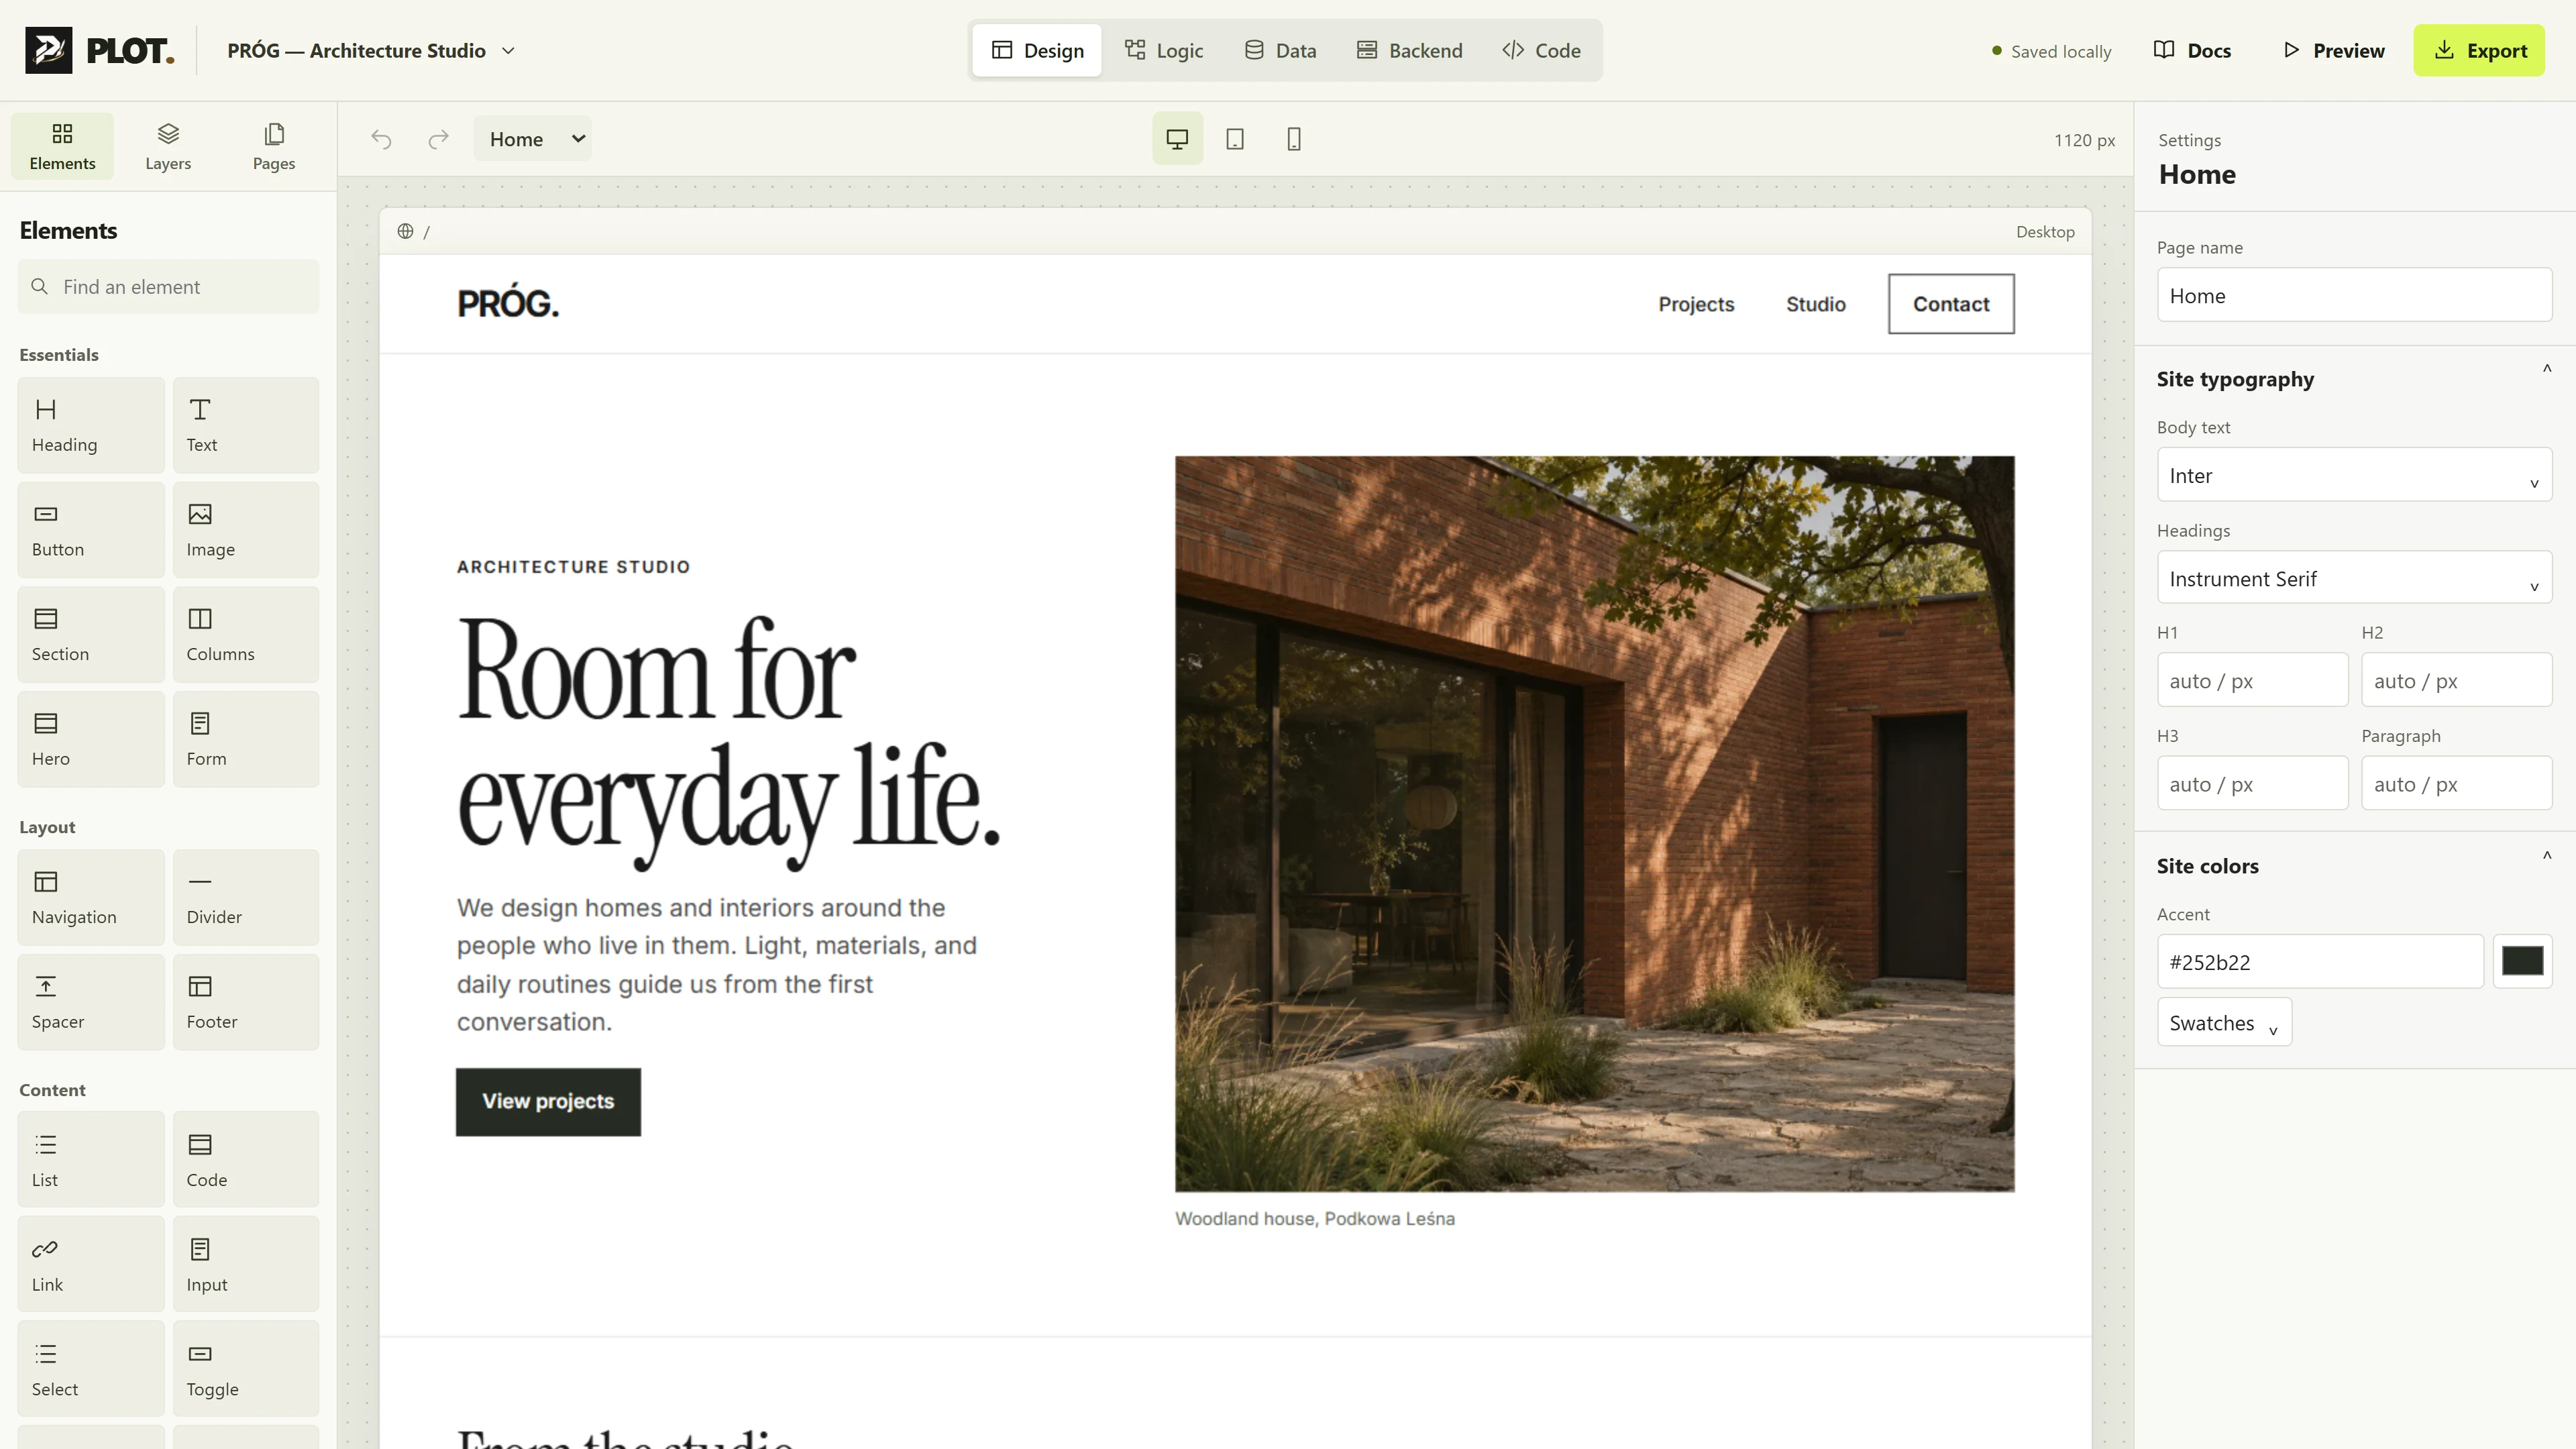 PLOT.
PRÓG — Architecture Studio
Design
Logic
Data
Backend
Code
Saved locally
Docs
Preview
Export
Elements
Layers
Pages
Home
1120 px
Elements
Find an element
Essentials
Heading
Text
Button
Image
Section
Columns
Hero
Form
Layout
Navigation
Divider
Spacer
Footer
Content
List
Code
Link
Input
Select
Toggle
/
Desktop
PRÓG.
Projects
Studio
Contact
ARCHITECTURE STUDIO
Room for
everyday life.
We design homes and interiors around the
people who live in them. Light, materials, and
daily routines guide us from the first
conversation.
View projects
Woodland house, Podkowa Leśna
From the studio
Settings
Home
Page name
Home
Site typography
Body text
Inter
Headings
Instrument Serif
H1
H2
auto / px
auto / px
H3
Paragraph
auto / px
auto / px
Site colors
Accent
#252b22
Swatches